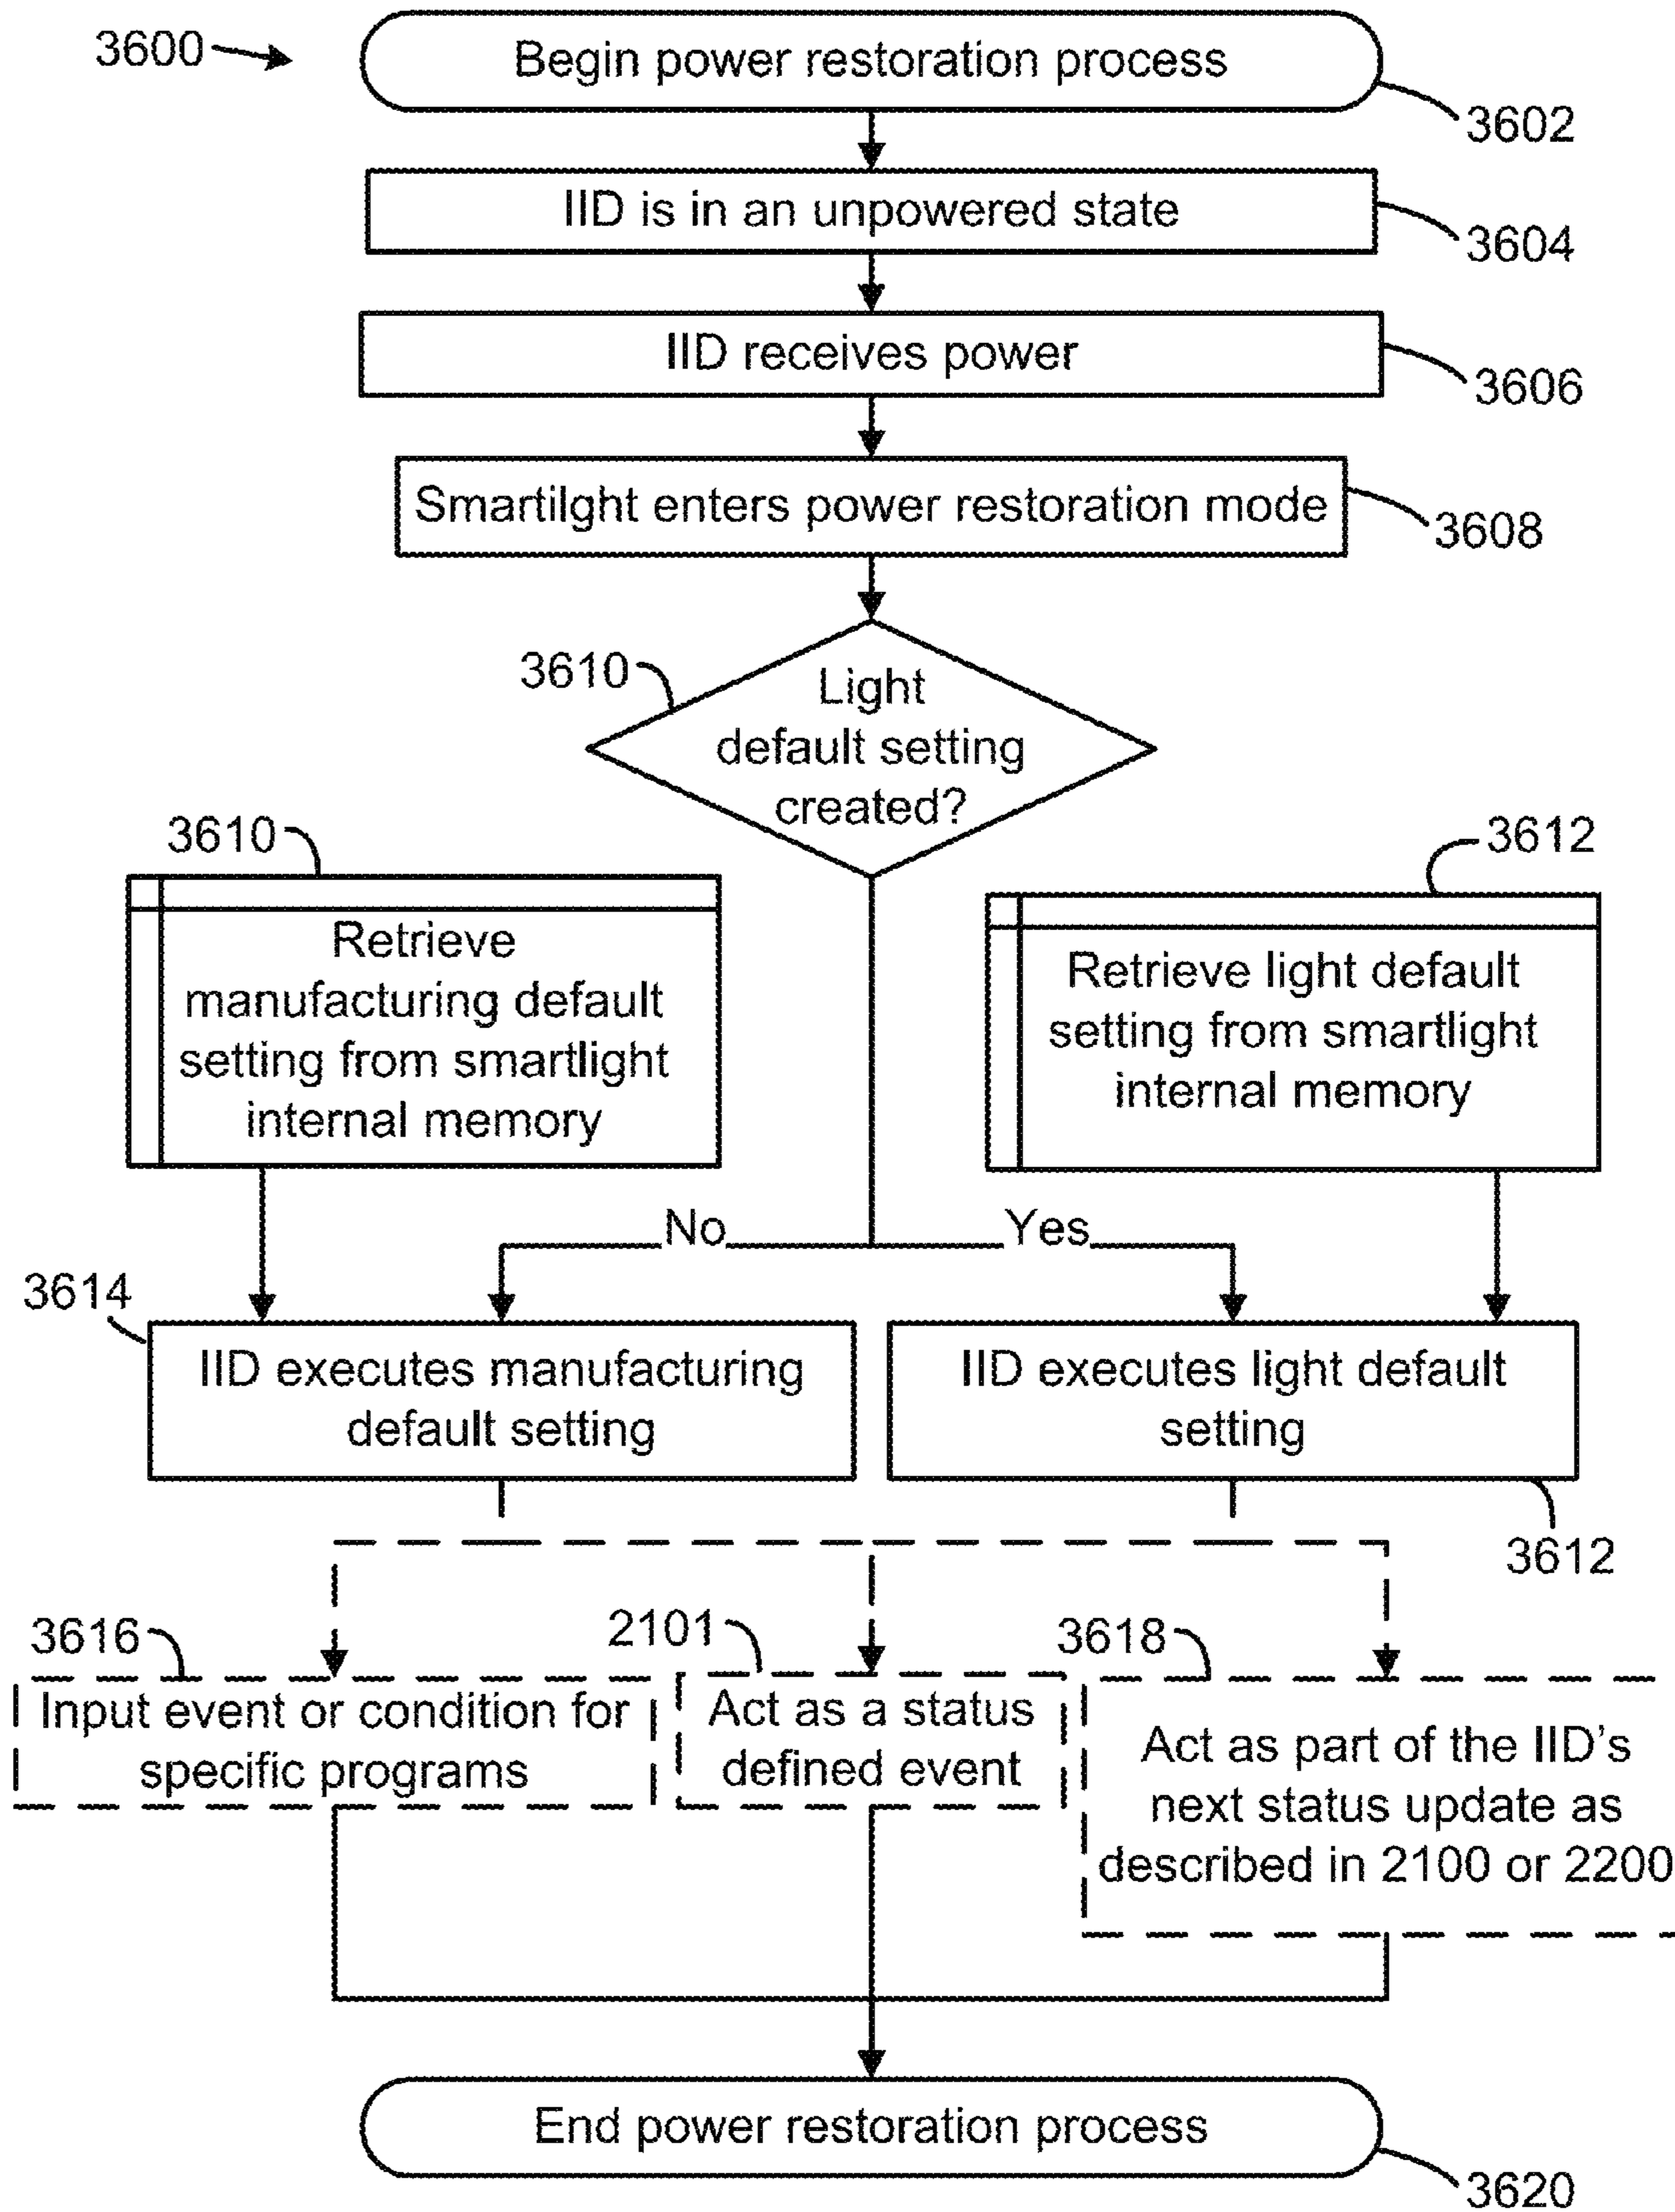 3600
Begin power restoration process
3602
IID is in an unpowered state
3604
IID receives power
3606
Smartilght enters power restoration mode
3608
3610
Light
default setting
created?
3610
Retrieve
manufacturing default
setting from smartlight
internal memory
3612
Retrieve light default
setting from smartlight
internal memory
No
Yes
3614
IID executes manufacturing
default setting
IID executes light default
setting
3612
3616
Input event or condition for
specific programs
2101
Act as a status
defined event
3618
Act as part of the IID's
next status update as
described in 2100 or 2200
End power restoration process
3620